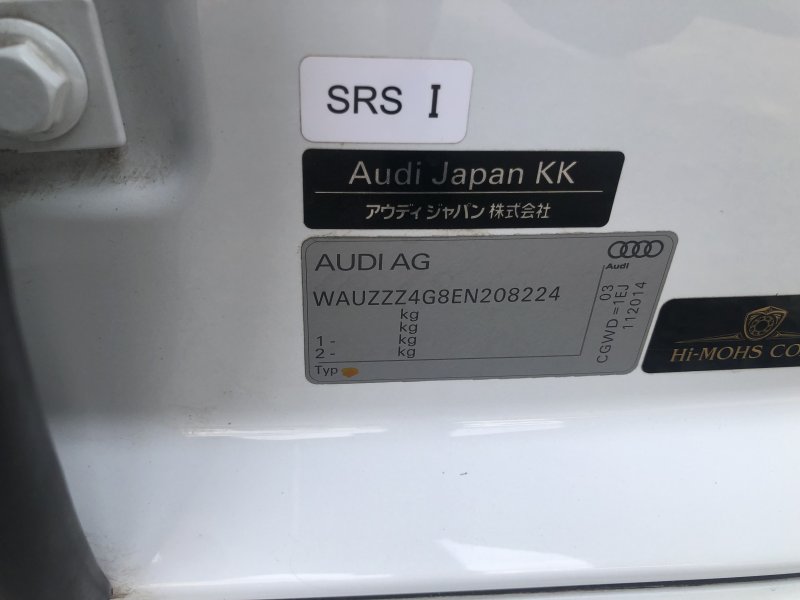 SRS I
Audi Japan KK
アウディ ジャパン 株式会社
AUDI AG
Audi
WAUZZZ4G8EN208224
kg
kg
1 - kg
2 - kg
Typ
03
CGWD=1EJ
112014
Hi-MOHS CO